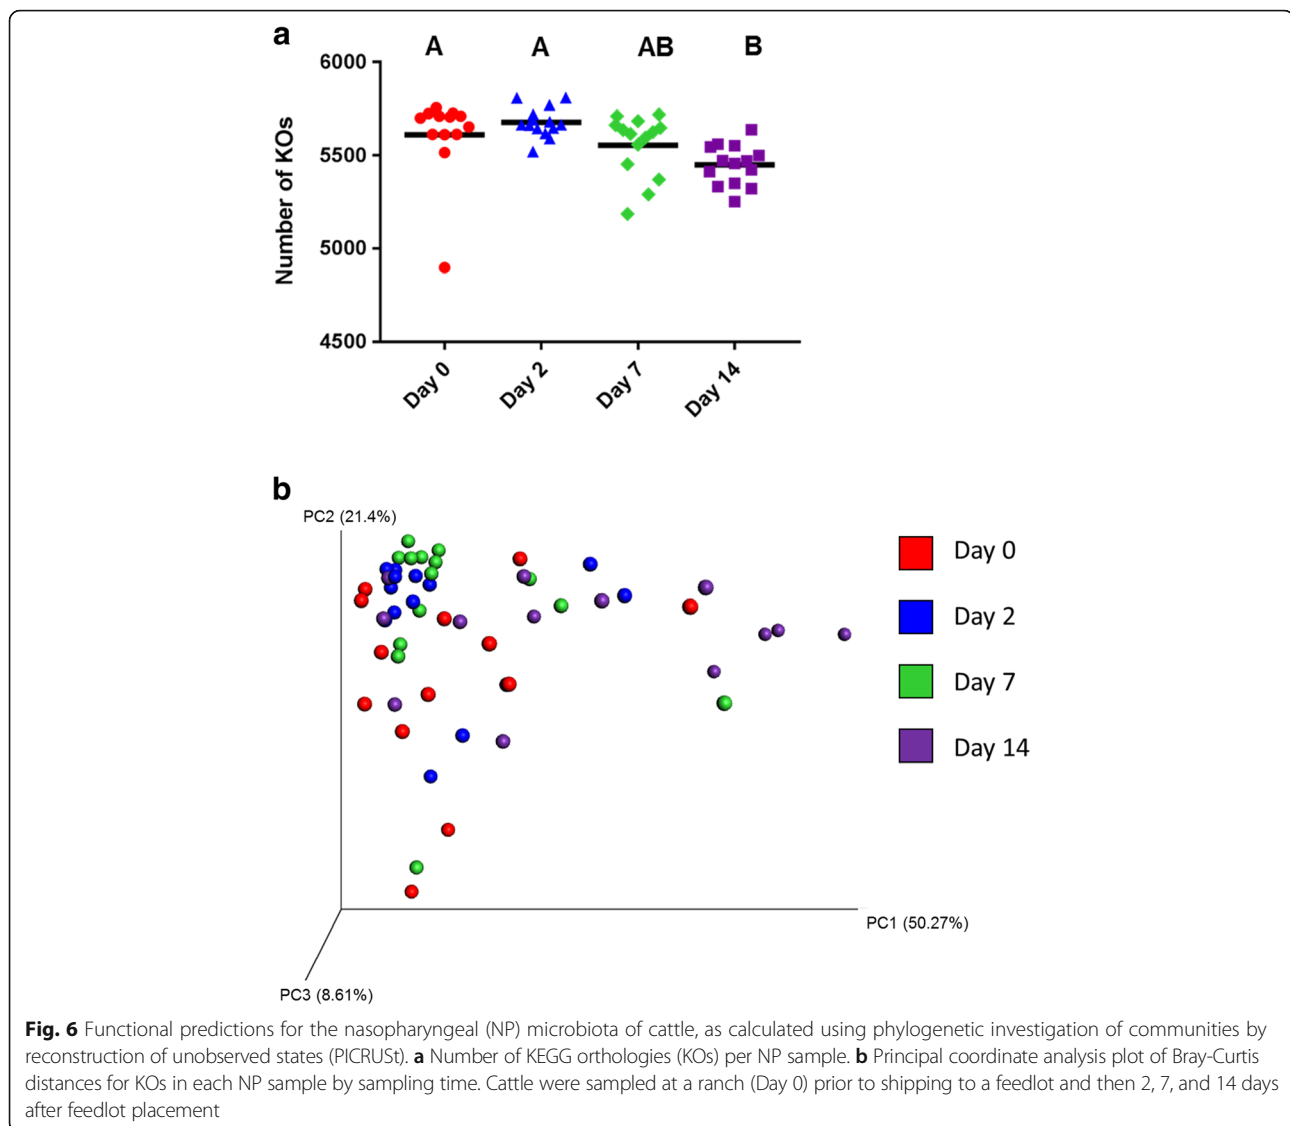 a
A A AB B
6000
5500
5000
4500
Number of KOs
Day 0
Day 2
Day 7
Day 14
b
PC2 (21.4%)
Day 0
Day 2
Day 7
Day 14
PC1 (50.27%)
PC3 (8.61%)
Fig. 6 Functional predictions for the nasopharyngeal (NP) microbiota of cattle, as calculated using phylogenetic investigation of communities by
reconstruction of unobserved states (PICRUSt). a Number of KEGG orthologies (KOs) per NP sample. b Principal coordinate analysis plot of Bray-Curtis
distances for KOs in each NP sample by sampling time. Cattle were sampled at a ranch (Day 0) prior to shipping to a feedlot and then 2, 7, and 14 days
after feedlot placement